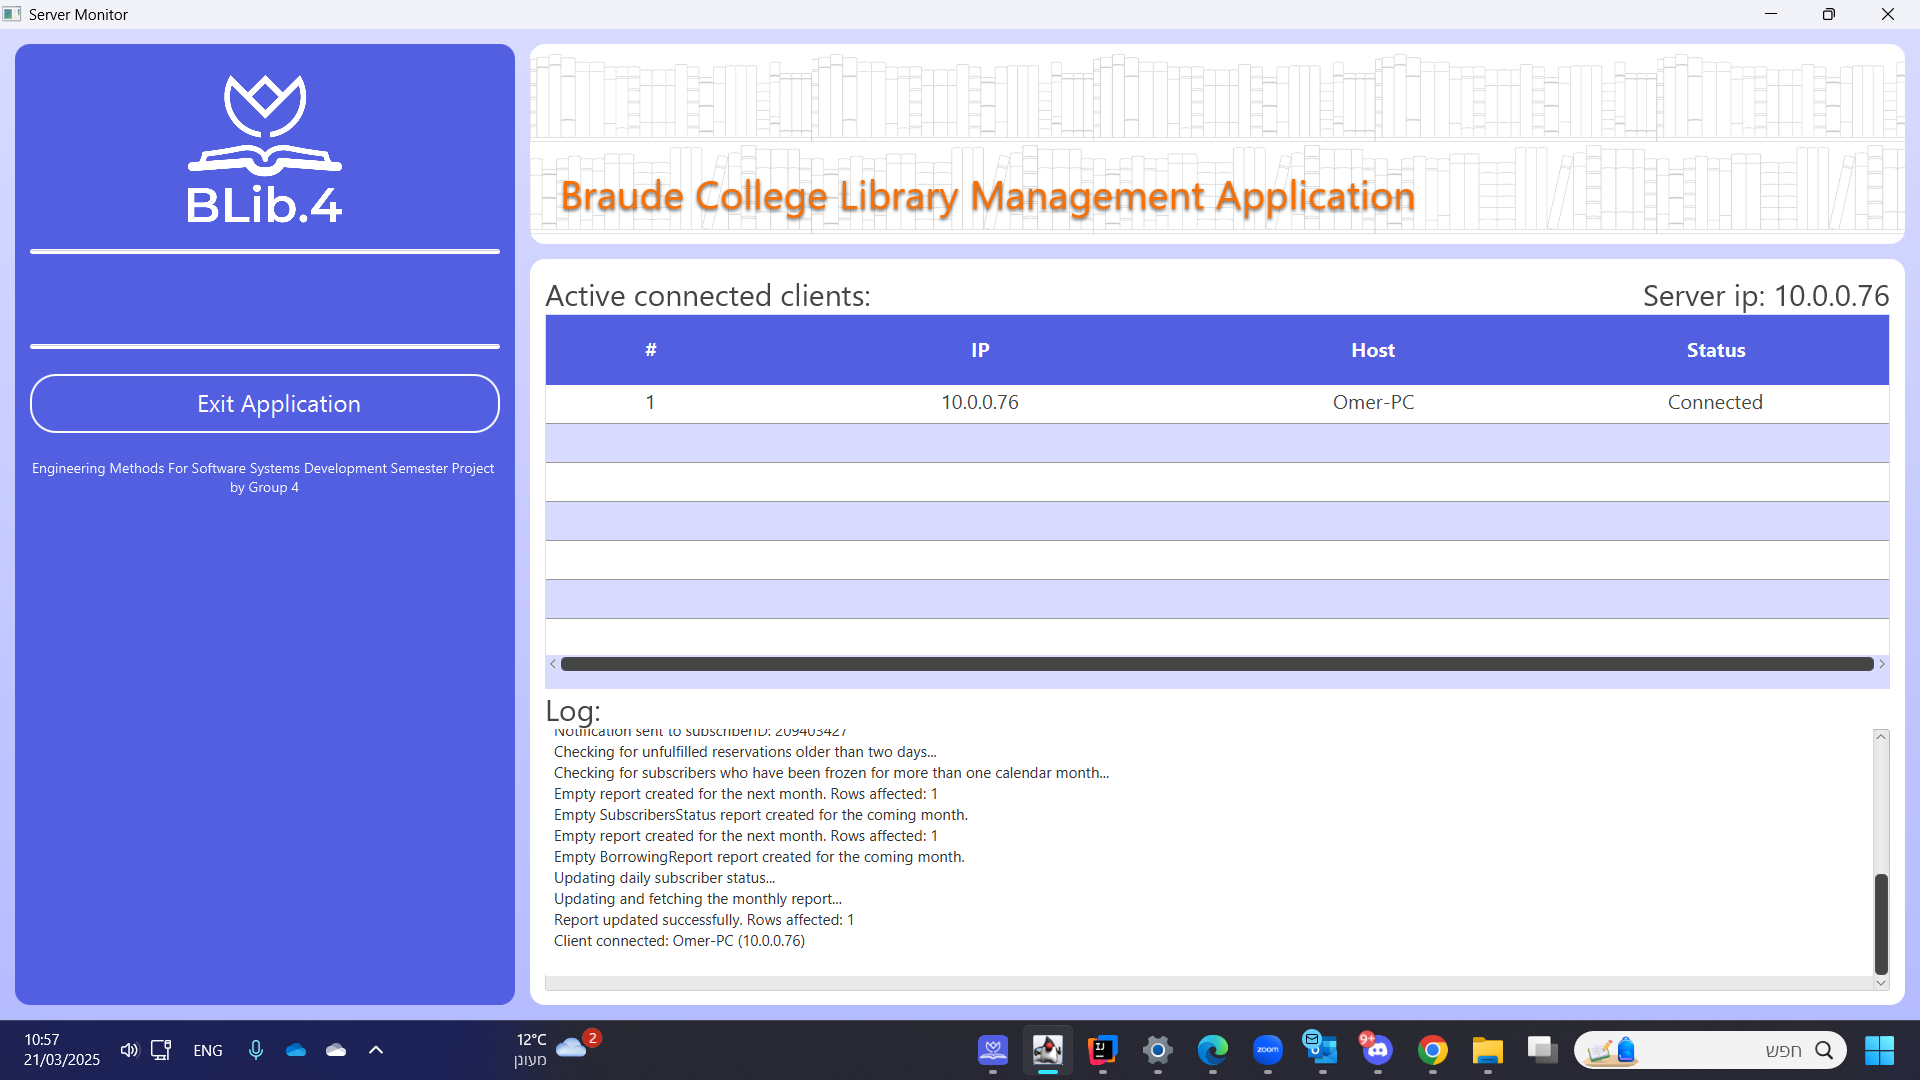 Server Monitor
BLib.4
Exit Application
Engineering Methods For Software Systems Development Semester Project
by Group 4
Braude College Library Management Application
Active connected clients:
Server ip: 10.0.0.76
# IP Host Status
1 10.0.0.76 Omer-PC Connected
Log:
Notification sent to subscriberID: 209403427
Checking for unfulfilled reservations older than two days...
Checking for subscribers who have been frozen for more than one calendar month...
Empty report created for the next month. Rows affected: 1
Empty SubscribersStatus report created for the coming month.
Empty report created for the next month. Rows affected: 1
Empty BorrowingReport report created for the coming month.
Updating daily subscriber status...
Updating and fetching the monthly report...
Report updated successfully. Rows affected: 1
Client connected: Omer-PC (10.0.0.76)
10:57
21/03/2025
ENG
12°C
מעונן
2
IJ
zoom
9+
חפש